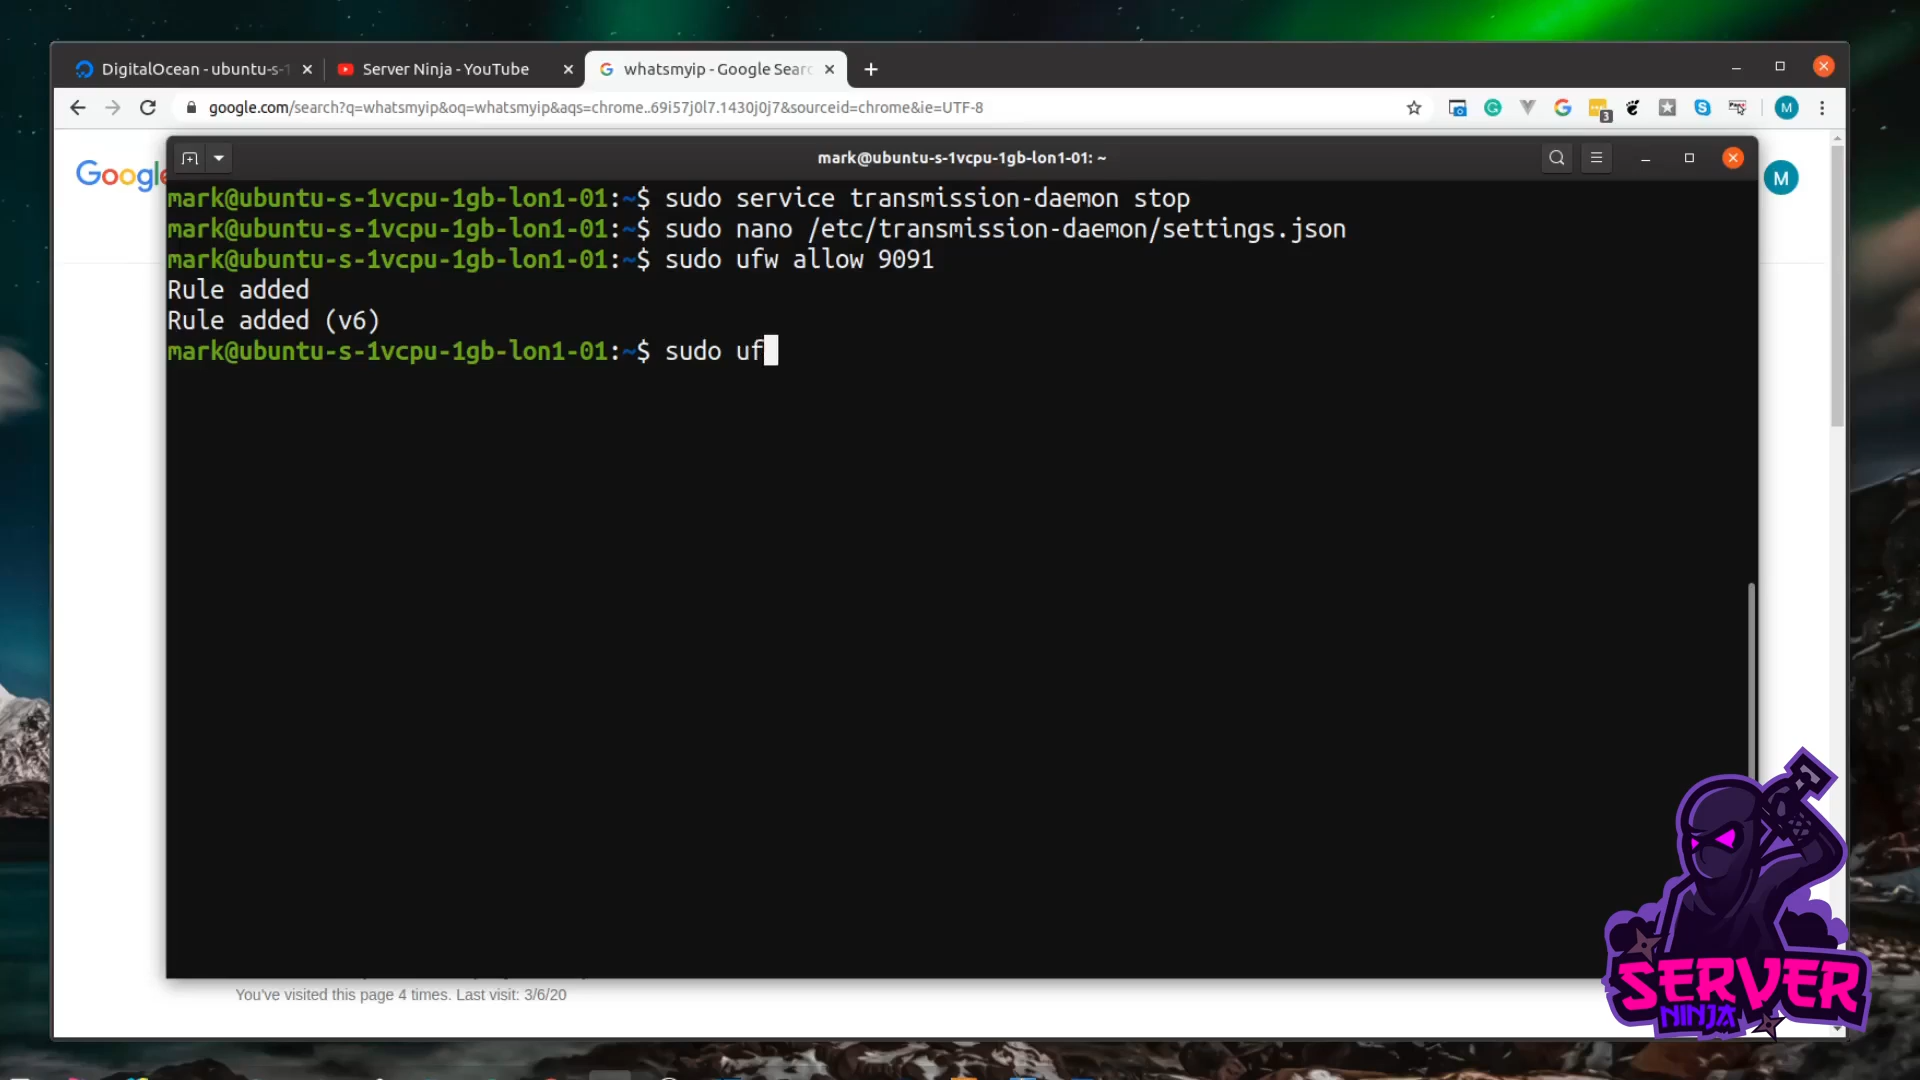 DigitalOcean - ubuntu-s-1
Server Ninja - YouTube
whatsmyip - Google Searc
google.com/search?q=whatsmyip&oq=whatsmyip&aqs=chrome..69i57j0l7.1430j0j7&sourceid=chrome&ie=UTF-8
3
M
Google
mark@ubuntu-s-1vcpu-1gb-lon1-01: ~
M
mark@ubuntu-s-1vcpu-1gb-lon1-01:~$ sudo service transmission-daemon stop
mark@ubuntu-s-1vcpu-1gb-lon1-01:~$ sudo nano /etc/transmission-daemon/settings.json
mark@ubuntu-s-1vcpu-1gb-lon1-01:~$ sudo ufw allow 9091
Rule added
Rule added (v6)
mark@ubuntu-s-1vcpu-1gb-lon1-01:~$ sudo uf
You've visited this page 4 times. Last visit: 3/6/20
SERVER
NINJA